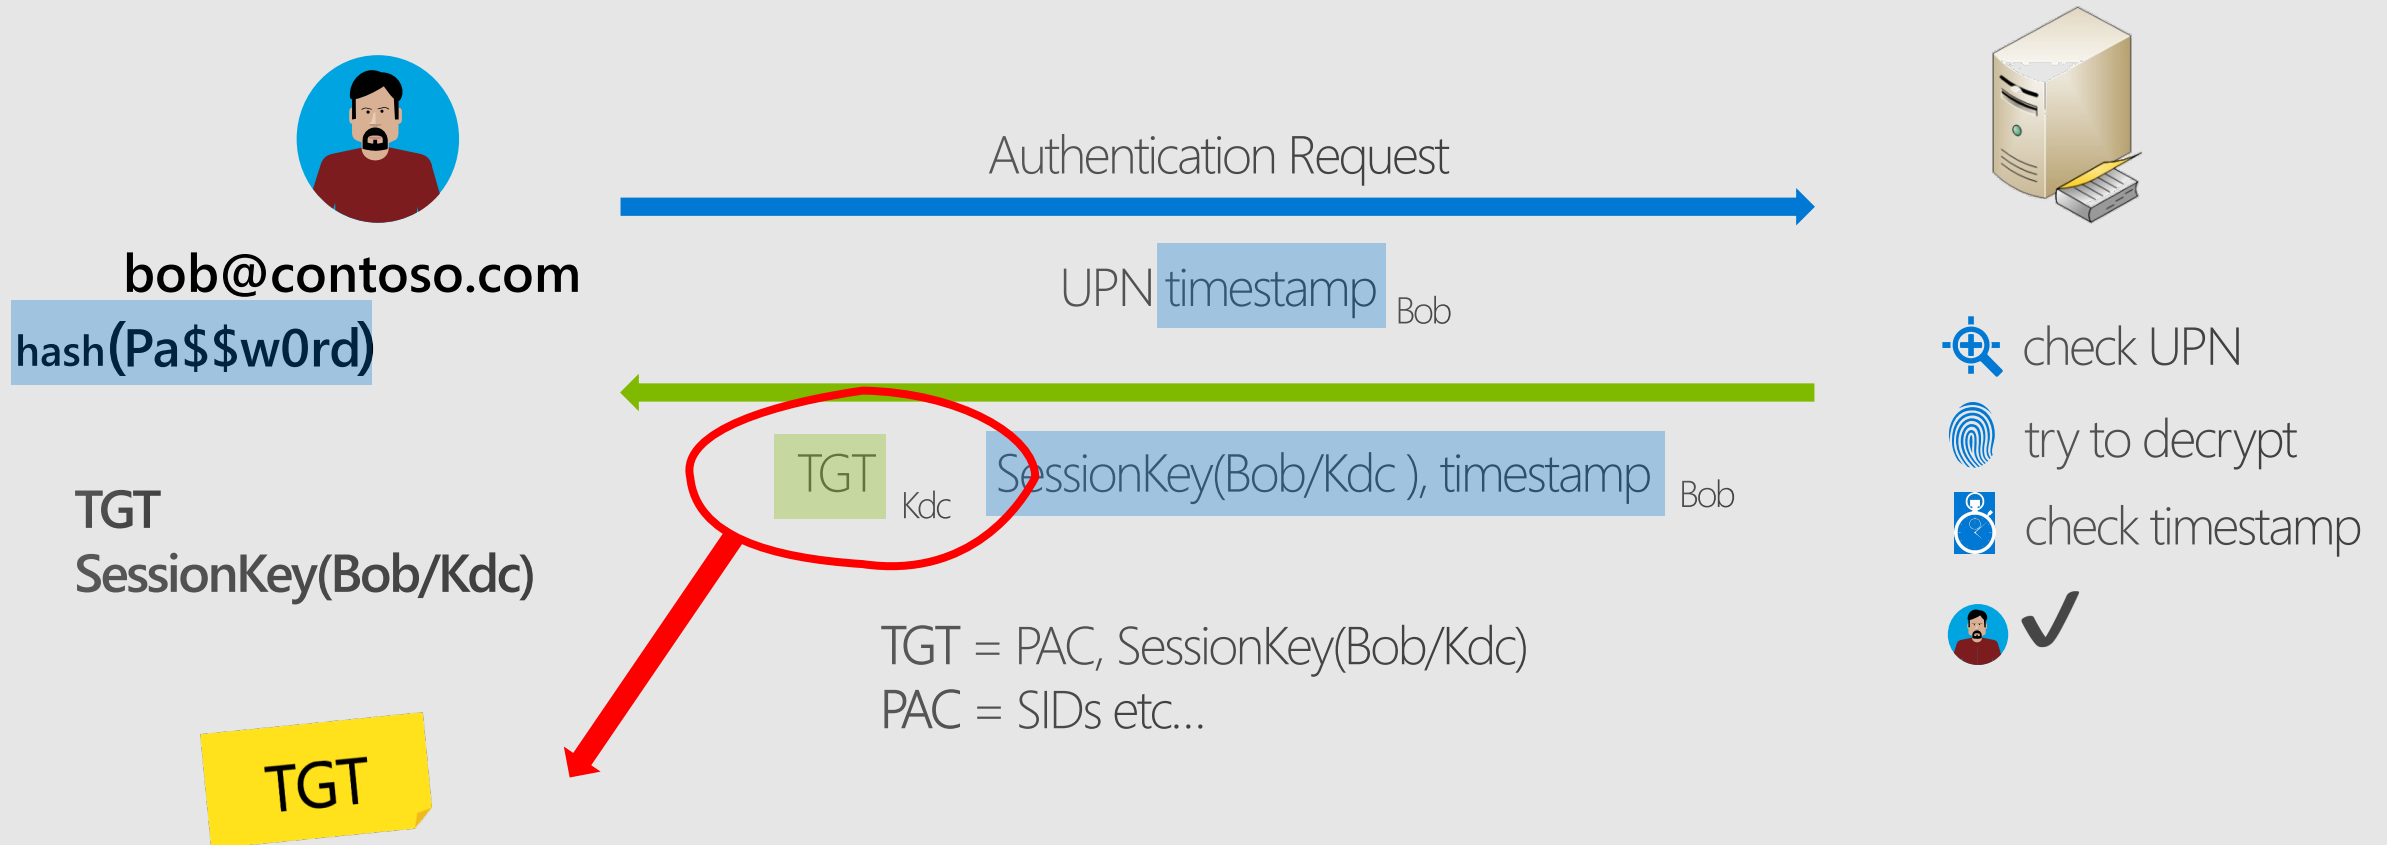 Authentication Request
bob@contoso.com
UPN timestamp Bob
hash(Pa$$w0rd)
check UPN
try to decrypt
TGT Kdc SessionKey(Bob/Kdc ), timestamp Bob
TGT
SessionKey(Bob/Kdc)
check timestamp
TGT = PAC, SessionKey(Bob/Kdc)
PAC = SIDs etc...
TGT